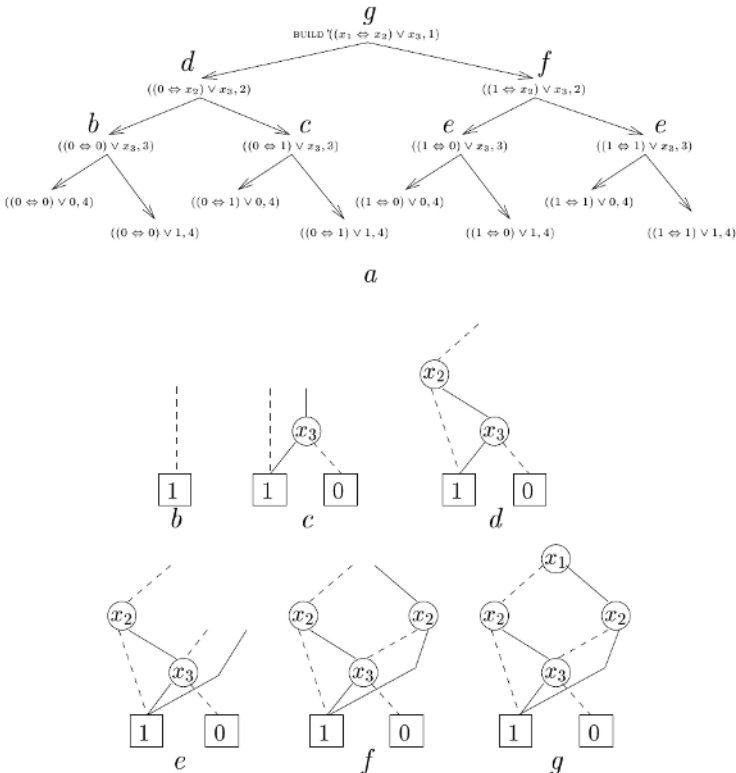 g
BUILD'((x₁ ⇔ x₂) ∨ x₃, 1)
d f
((0 ⇔ x₂) ∨ x₃, 2) ((1 ⇔ x₂) ∨ x₃, 2)
b c e e
((0 ⇔ 0) ∨ x₃, 3) ((0 ⇔ 1) ∨ x₃, 3) ((1 ⇔ 0) ∨ x₃, 3) ((1 ⇔ 1) ∨ x₃, 3)
((0 ⇔ 0) ∨ 0, 4) ((0 ⇔ 1) ∨ 0, 4) ((1 ⇔ 0) ∨ 0, 4) ((1 ⇔ 1) ∨ 0, 4)
((0 ⇔ 0) ∨ 1, 4) ((0 ⇔ 1) ∨ 1, 4) ((1 ⇔ 0) ∨ 1, 4) ((1 ⇔ 1) ∨ 1, 4)
a
x₂
x₃ x₃
1 1 0 1 0
b c d
x₁
x₂ x₂ x₂ x₂ x₂
x₃ x₃ x₃
1 0 1 0 1 0
e f g